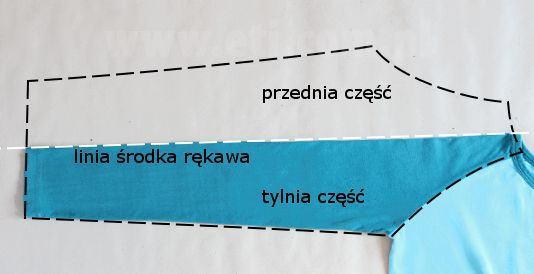 przednia część
linia środka rękawa
tylnia część